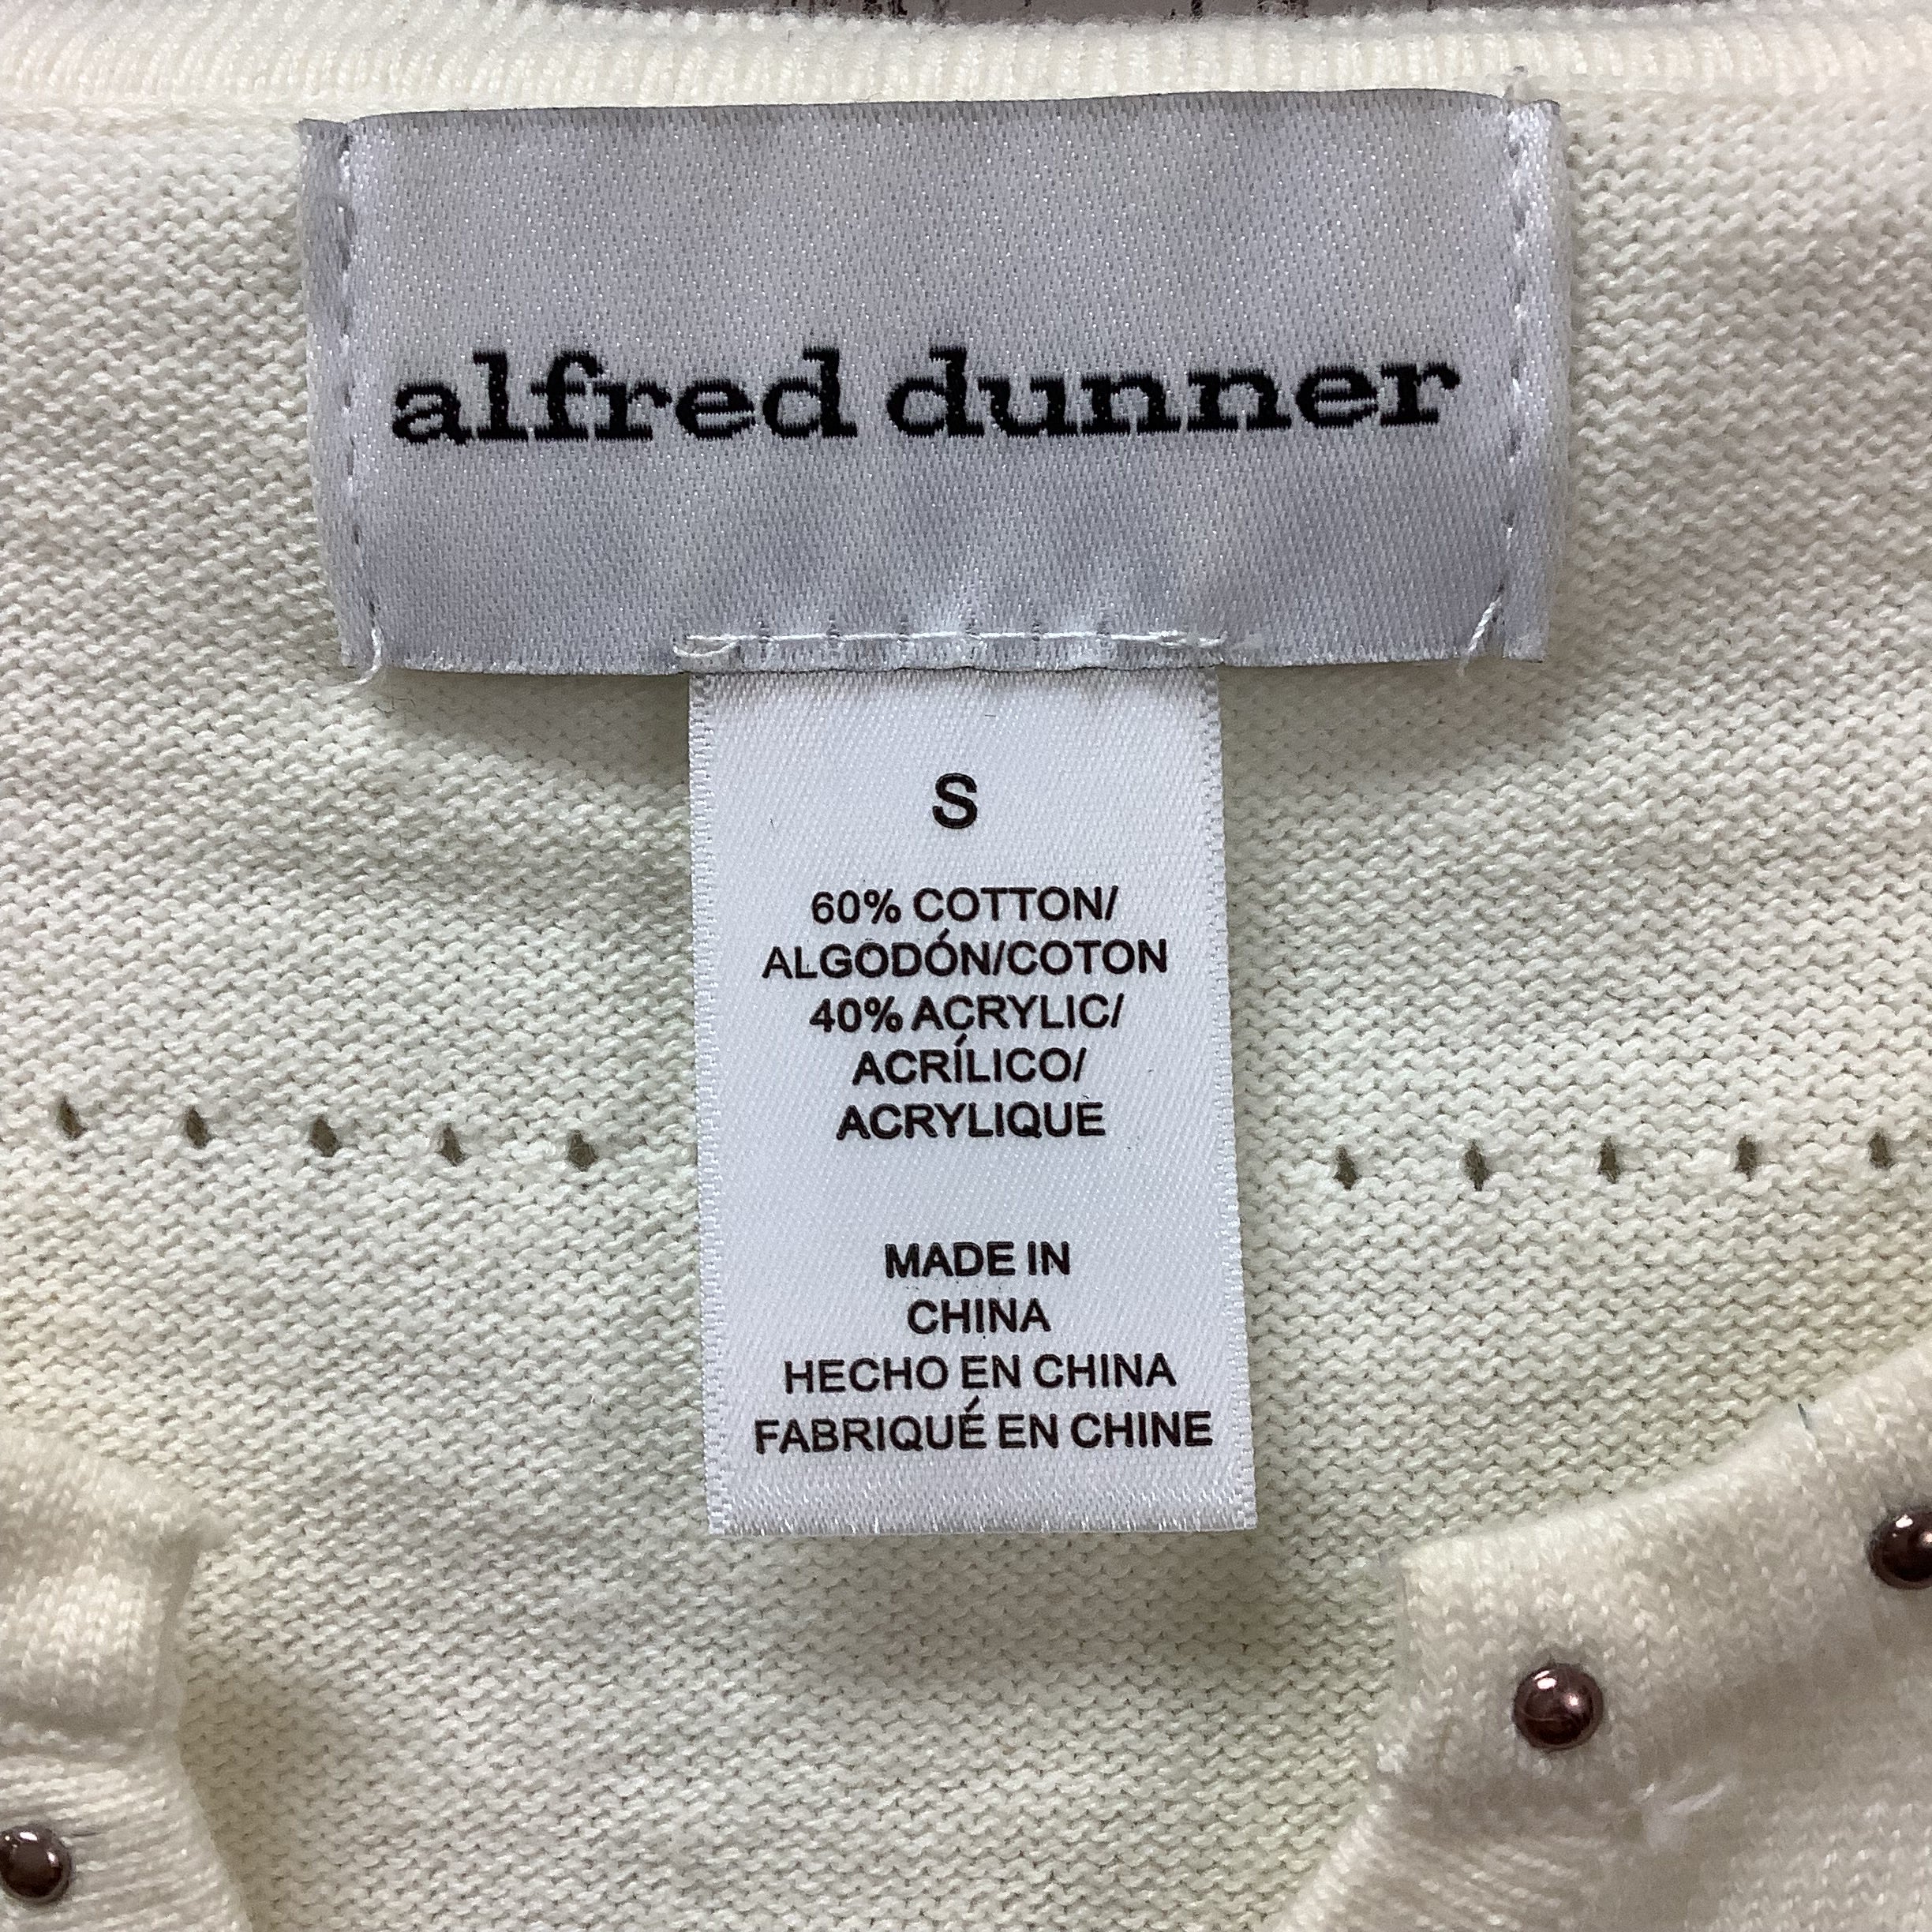 alfred dunner
S
60% COTTON/
ALGODÓN/COTON
40% ACRYLIC/
ACRÍLICO/
ACRYLIQUE
MADE IN
CHINA
HECHO EN CHINA
FABRIQUÉ EN CHINE